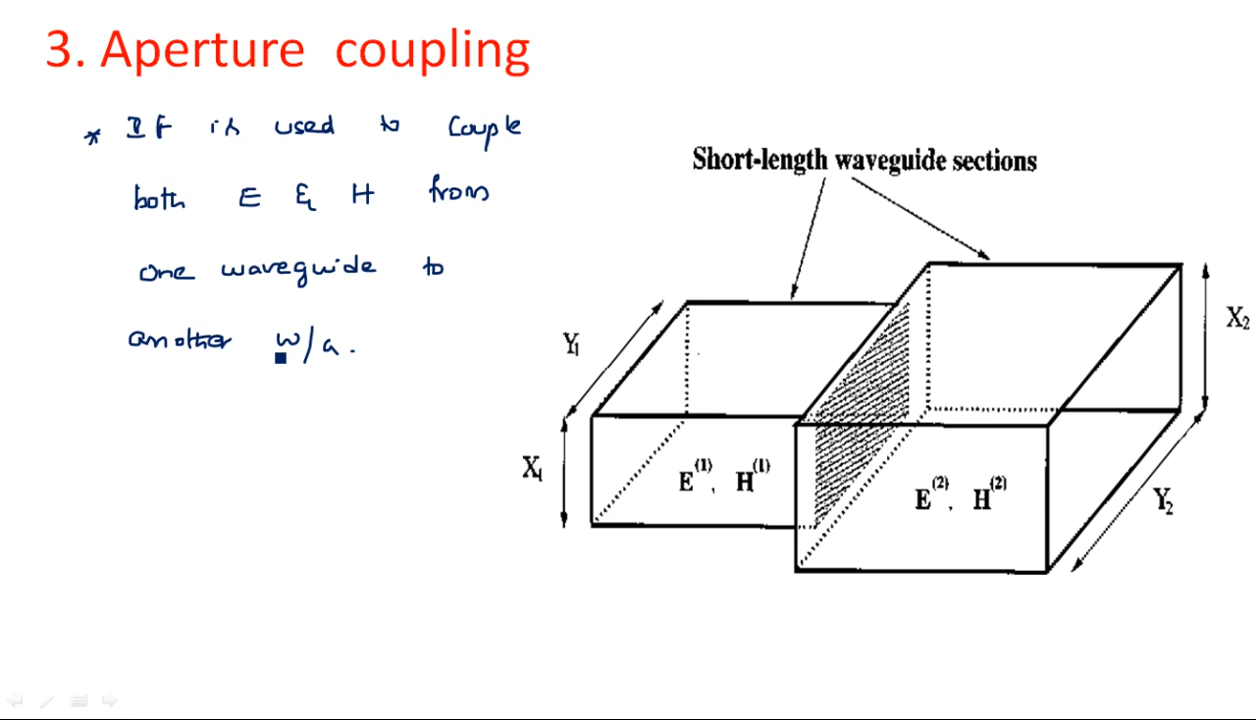 3. Aperture coupling
* It is used to couple
both E & H from
one waveguide to
another w/a.
Short-length waveguide sections
Y1
X1
X2
Y2
E(1), H(1)
E(2), H(2)